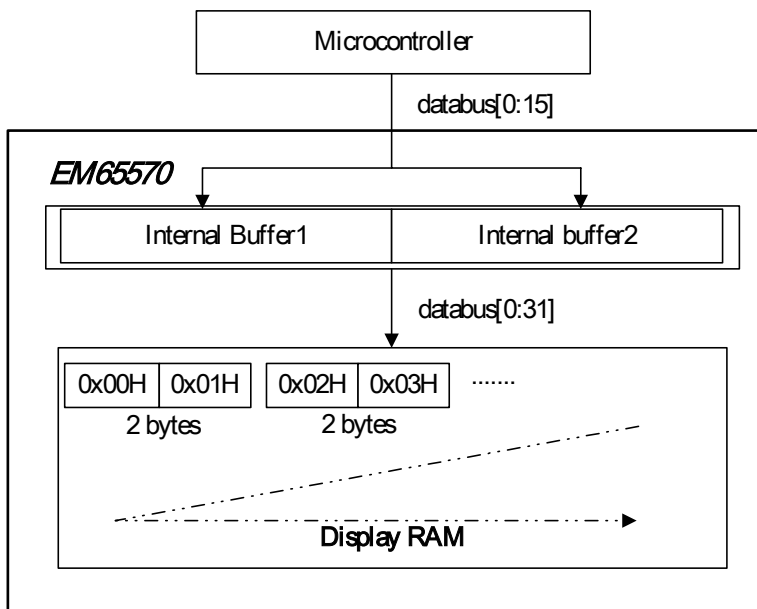 Microcontroller
databus[0:15]
EM65570
Internal Buffer1 Internal buffer2
databus[0:31]
0x00H 0x01H 0x02H 0x03H .......
2 bytes 2 bytes
Display RAM